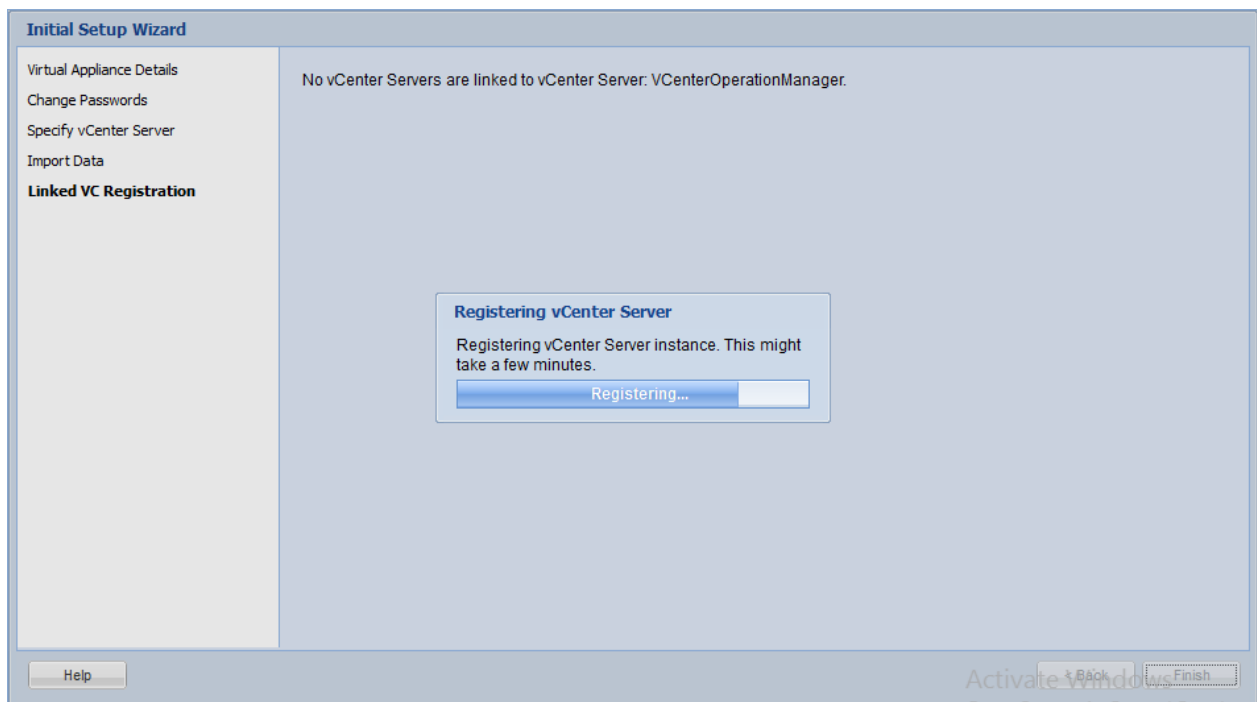 Initial Setup Wizard
Virtual Appliance Details
Change Passwords
Specify vCenter Server
Import Data
Linked VC Registration
No vCenter Servers are linked to vCenter Server: VCenterOperationManager.
Registering vCenter Server
Registering vCenter Server instance. This might
take a few minutes.
Registering...
Help
< Back
Finish
Activate Windows